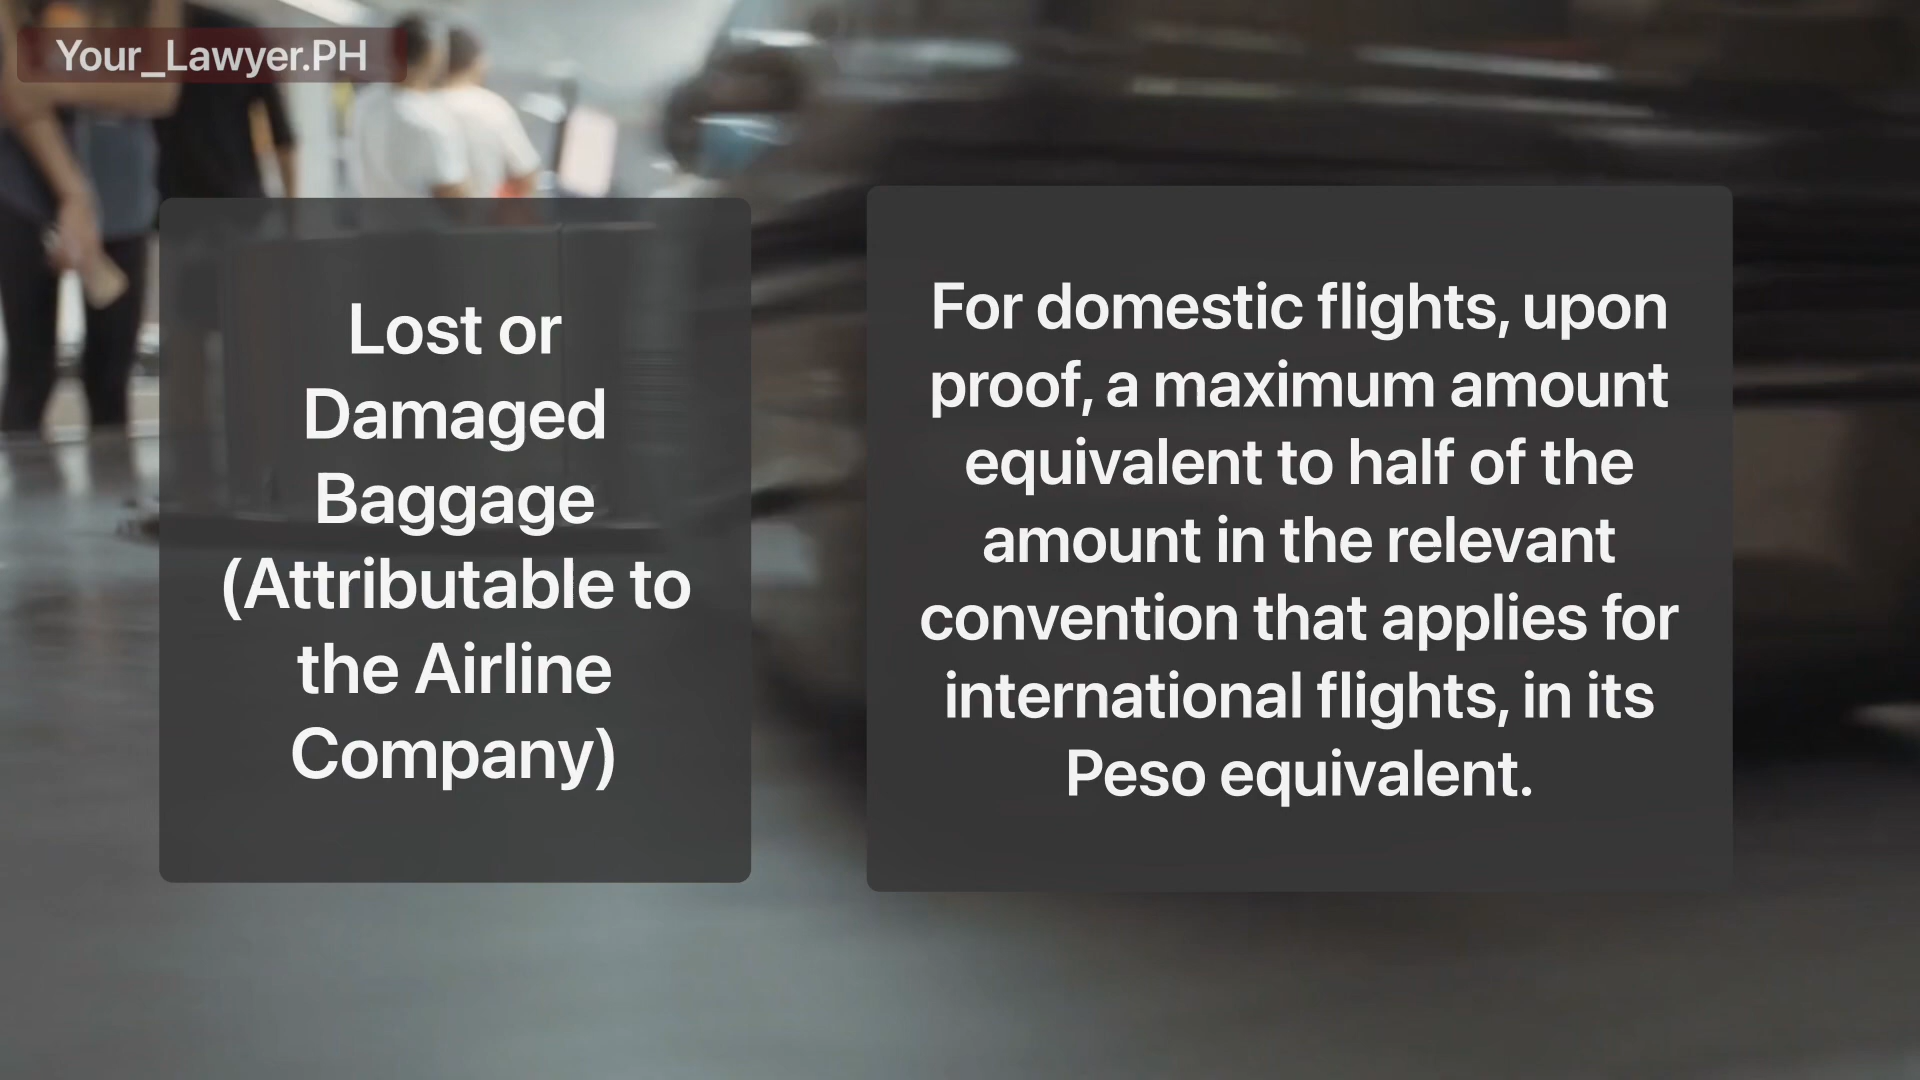 Your_Lawyer.PH
Lost or
Damaged
Baggage
(Attributable to
the Airline
Company)
For domestic flights, upon
proof, a maximum amount
equivalent to half of the
amount in the relevant
convention that applies for
international flights, in its
Peso equivalent.